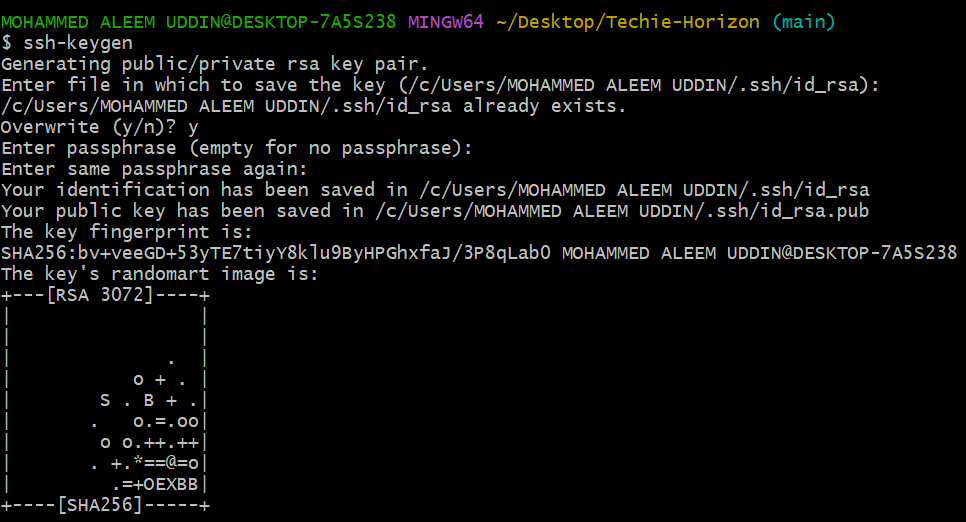 MOHAMMED ALEEM UDDIN@DESKTOP-7A5S238 MINGW64 ~/Desktop/Techie-Horizon (main)
$ ssh-keygen
Generating public/private rsa key pair.
Enter file in which to save the key (/c/Users/MOHAMMED ALEEM UDDIN/.ssh/id_rsa):
/c/Users/MOHAMMED ALEEM UDDIN/.ssh/id_rsa already exists.
Overwrite (y/n)? y
Enter passphrase (empty for no passphrase):
Enter same passphrase again:
Your identification has been saved in /c/Users/MOHAMMED ALEEM UDDIN/.ssh/id_rsa
Your public key has been saved in /c/Users/MOHAMMED ALEEM UDDIN/.ssh/id_rsa.pub
The key fingerprint is:
SHA256:bv+veeGD+53yTE7tiyY8klu9ByHPGhxfaJ/3P8qLab0 MOHAMMED ALEEM UDDIN@DESKTOP-7A5S238
The key's randomart image is:
+---[RSA 3072]----+
|                 |
|                 |
|              .  |
|           o + . |
|        S . B + .|
|       .   o.=.oo|
|        o o.++.++|
|       . +.*==@=o|
|         .=+OEXBB|
+----[SHA256]-----+